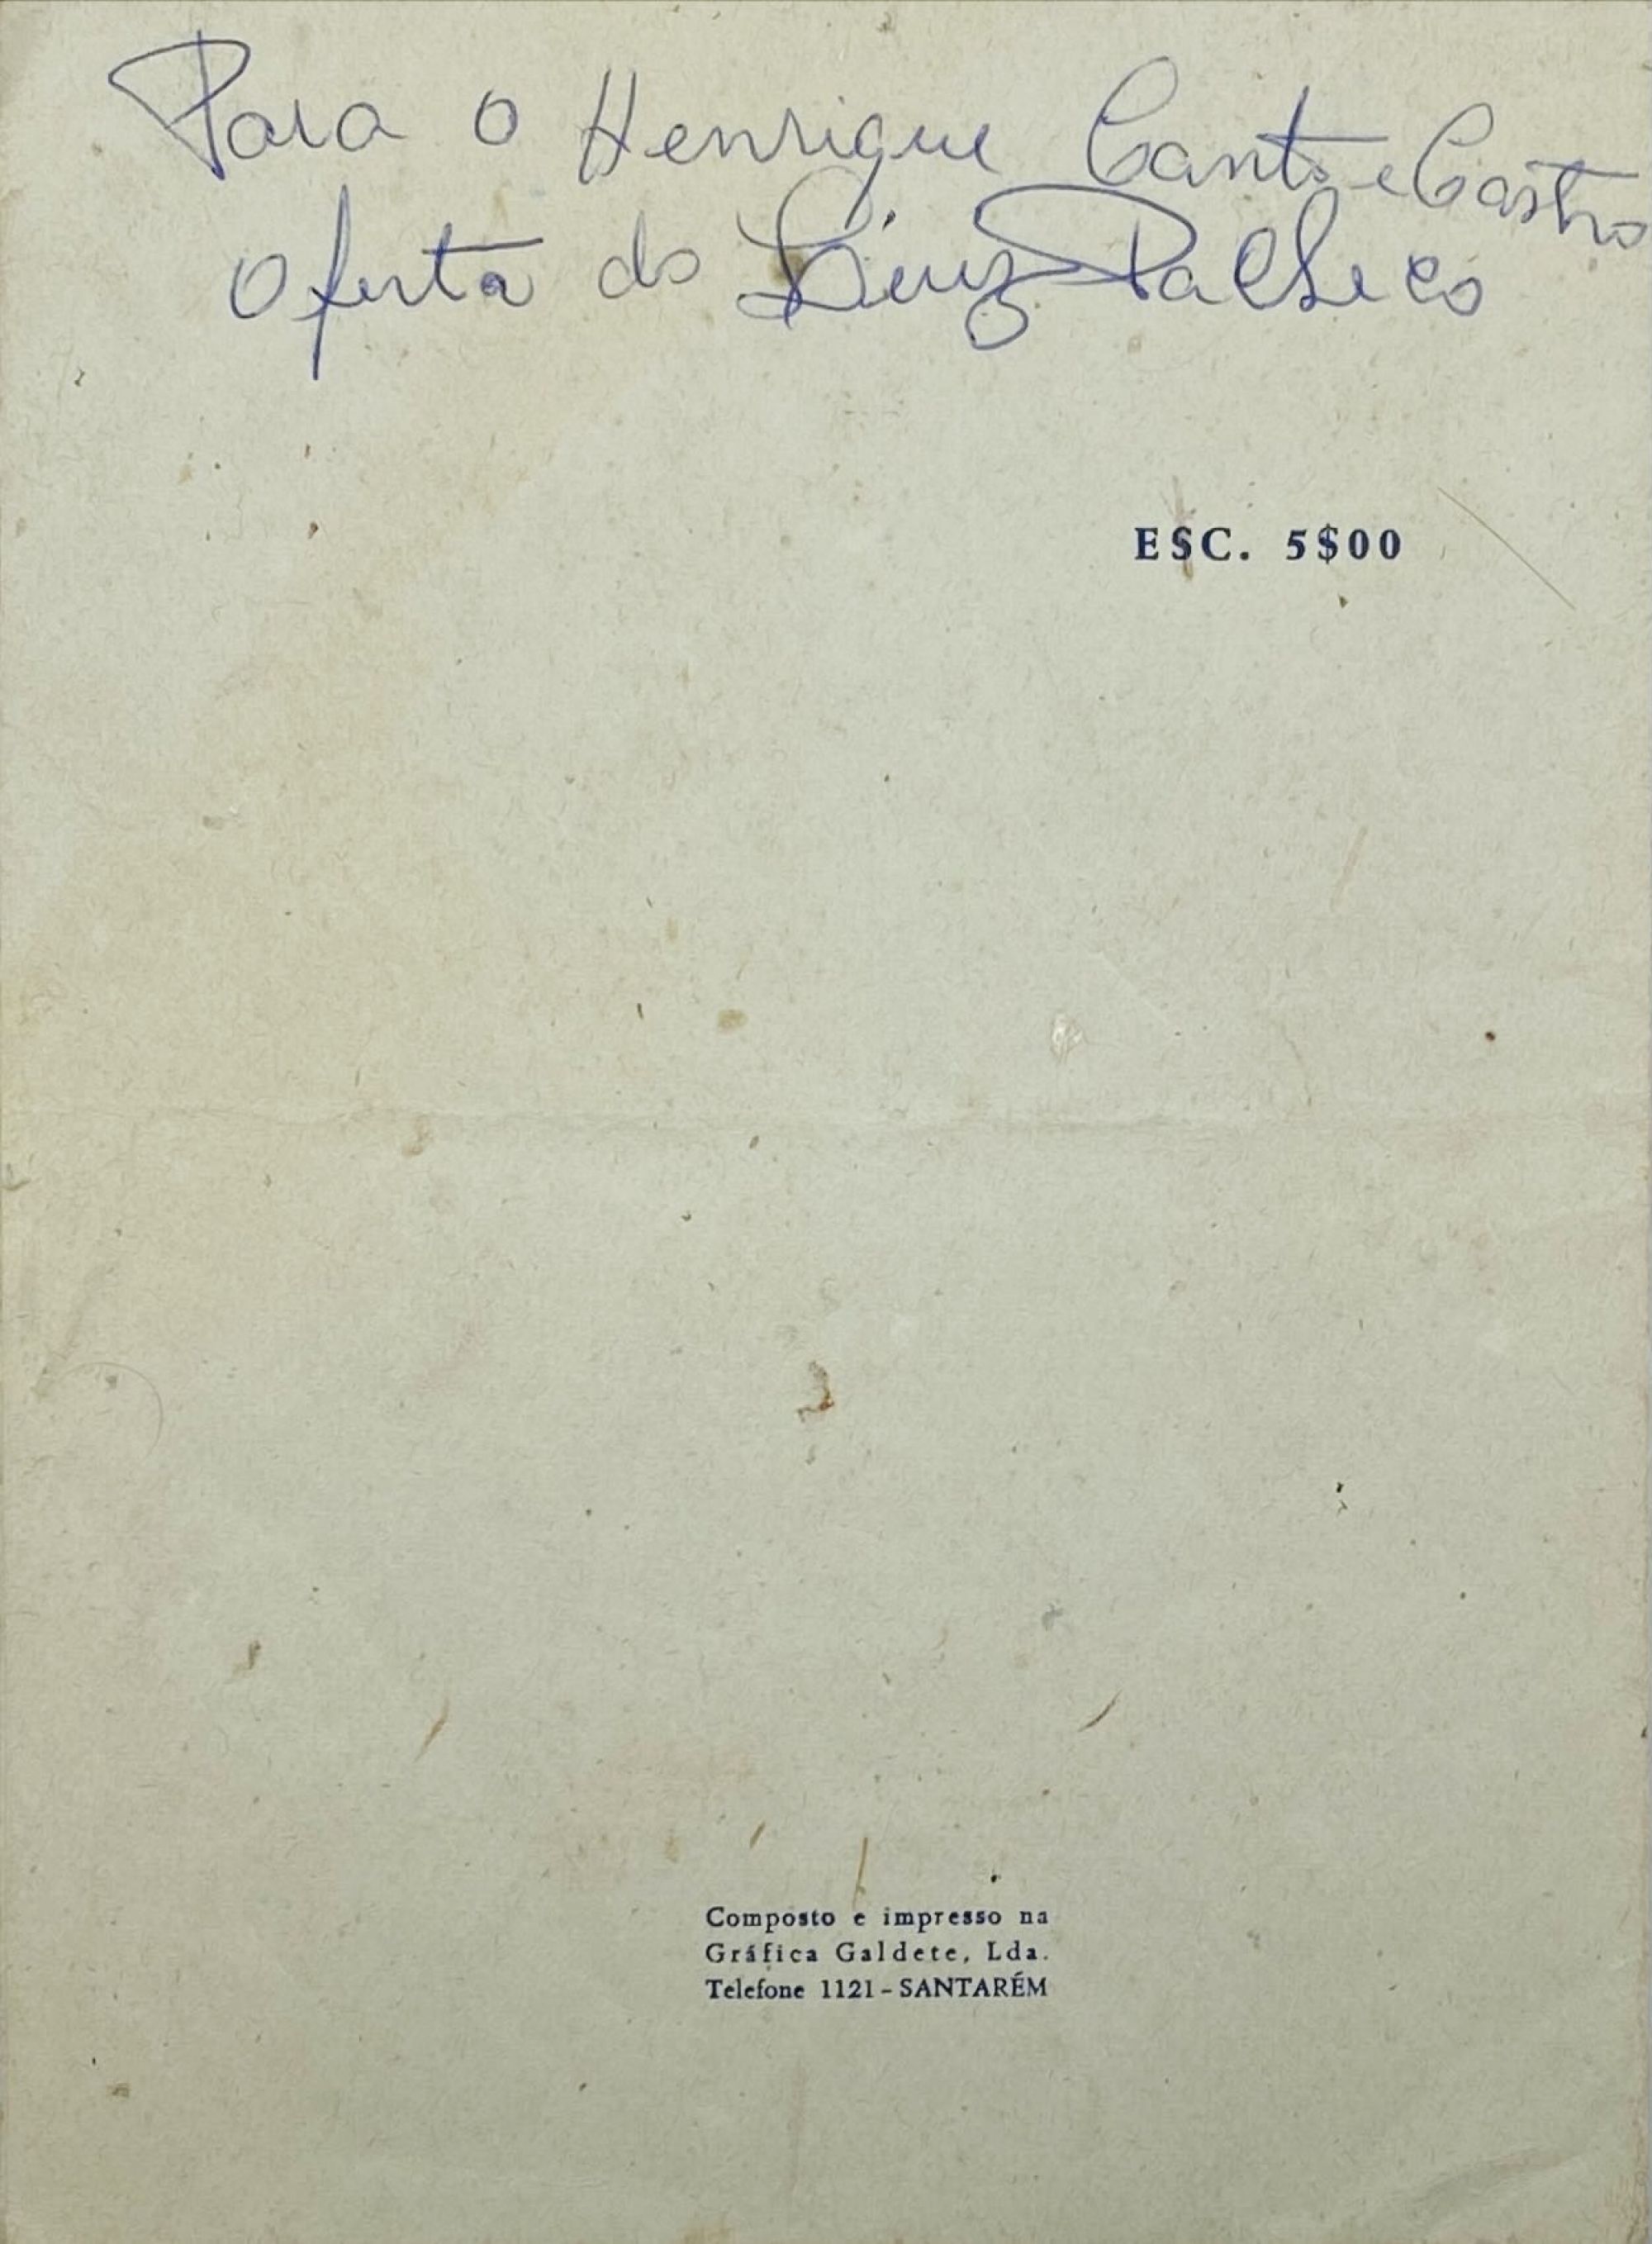 Para o Henrique Canto e Castro
oferta do Luiz Pacheco
ESC. 5$00
Composto e impresso na
Gráfica Galdete, Lda.
Telefone 1121 - SANTARÉM